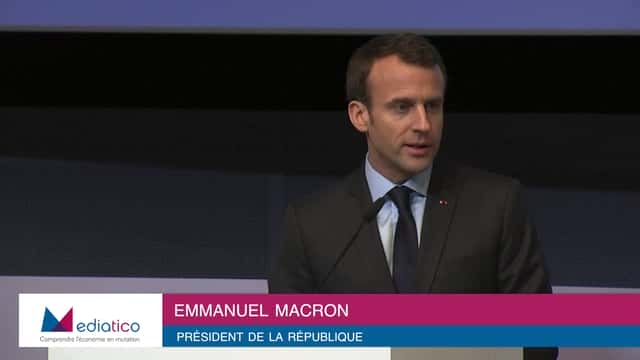 EMMANUEL MACRON
Mediatico
Comprendre l'économie en mutation
PRÉSIDENT DE LA RÉPUBLIQUE